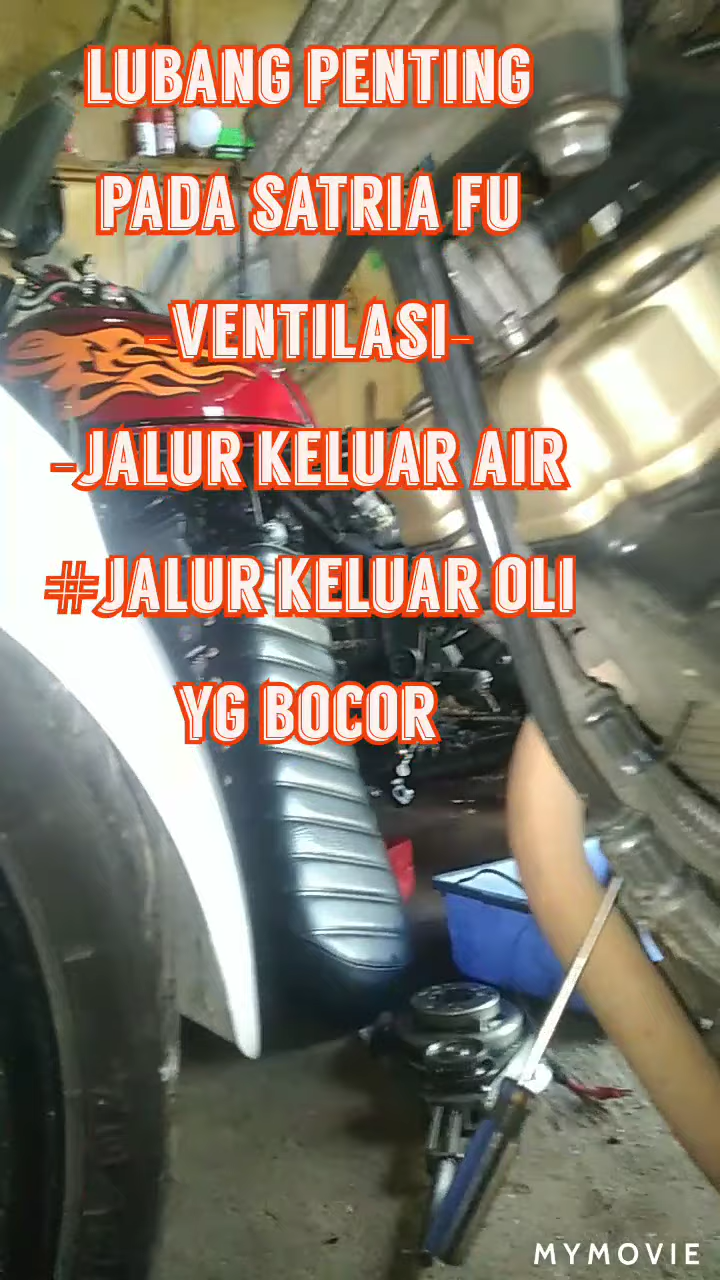 LUBANG PENTING
PADA SATRIA FU
-VENTILASI-
-JALUR KELUAR AIR
#JALUR KELUAR OLI
YG BOCOR
MYMOVIE